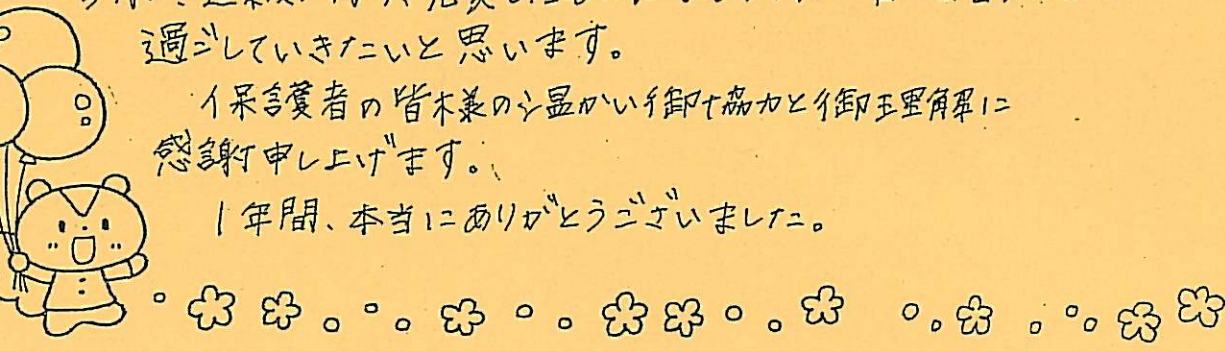 過ごしていきたいと思います。
保護者の皆様の温かい御協力と御理解に
感謝申し上げます。
1年間、本当にありがとうございました。